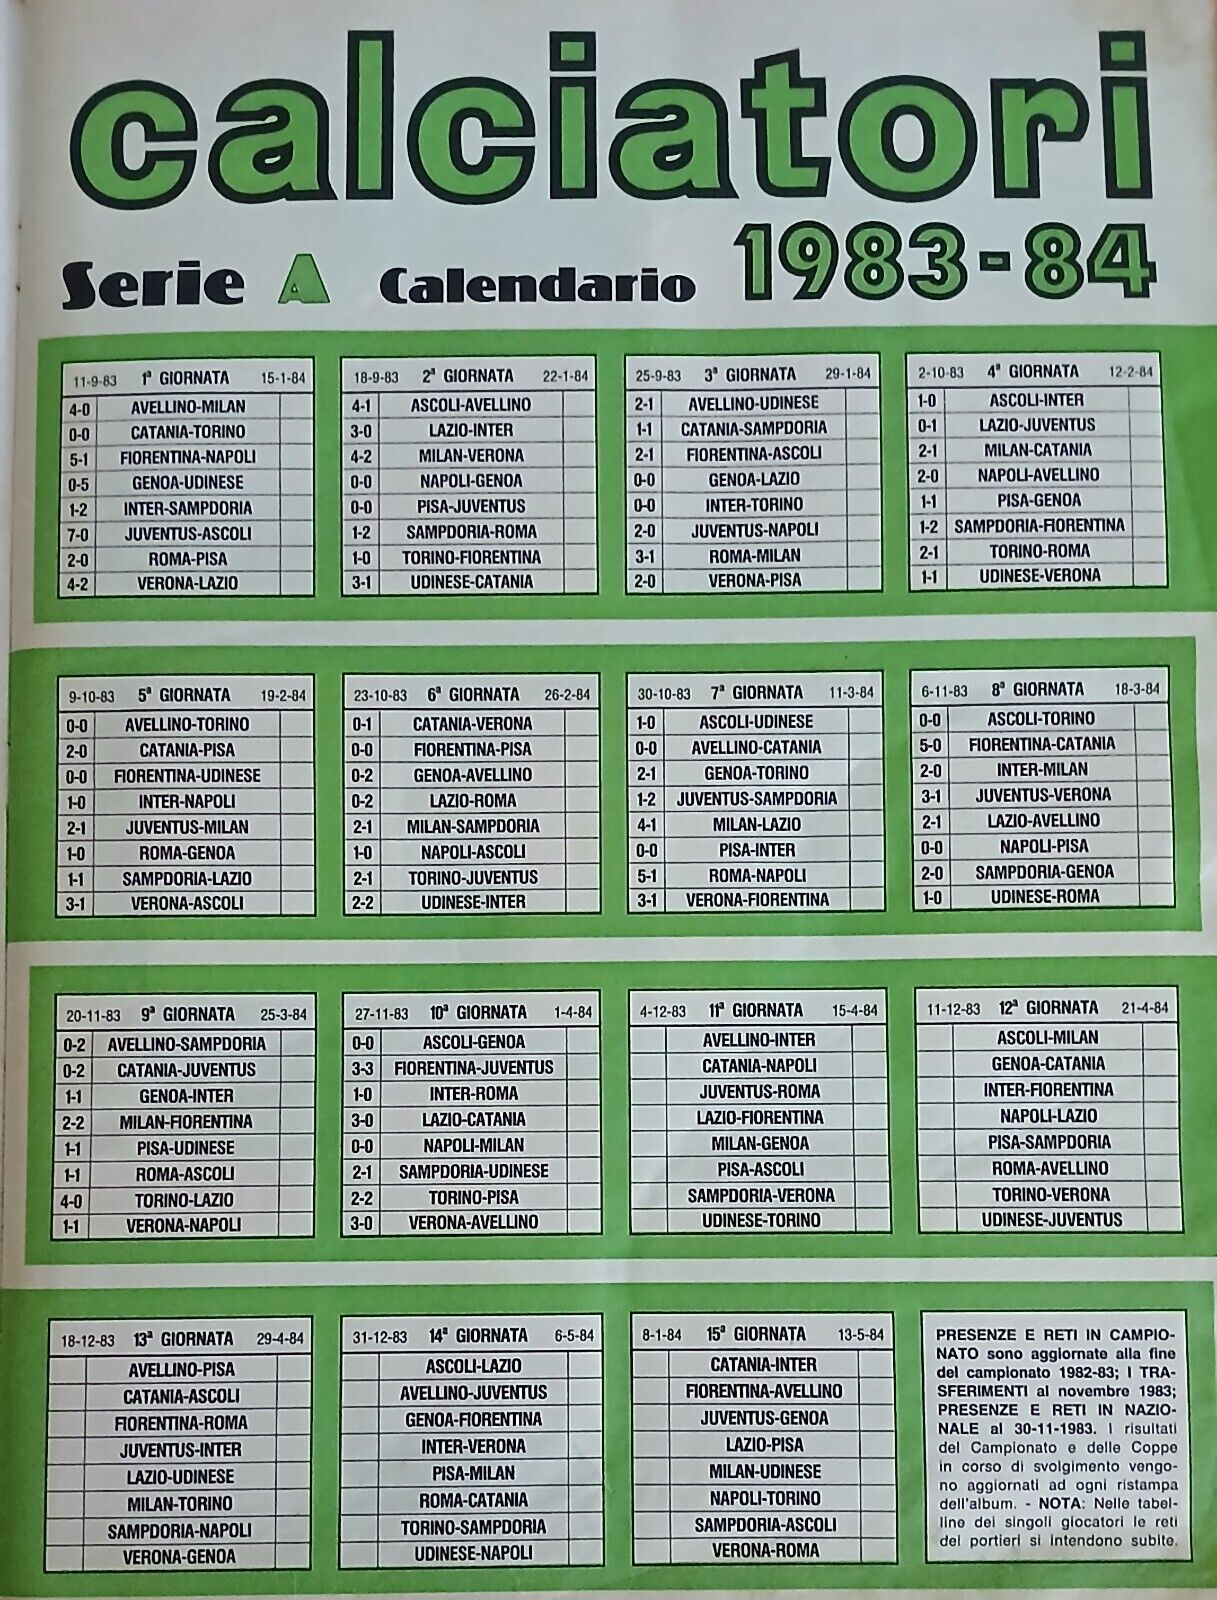 calciatori
1983-84
Serie A Calendario
11-9-83 1ª GIORNATA 15-1-84
4-0 AVELLINO-MILAN
0-0 CATANIA-TORINO
5-1 FIORENTINA-NAPOLI
0-5 GENOA-UDINESE
1-2 INTER-SAMPDORIA
7-0 JUVENTUS-ASCOLI
2-0 ROMA-PISA
4-2 VERONA-LAZIO
18-9-83 2ª GIORNATA 22-1-84
4-1 ASCOLI-AVELLINO
3-0 LAZIO-INTER
4-2 MILAN-VERONA
0-0 NAPOLI-GENOA
0-0 PISA-JUVENTUS
1-2 SAMPDORIA-ROMA
1-0 TORINO-FIORENTINA
3-1 UDINESE-CATANIA
25-9-83 3ª GIORNATA 29-1-84
2-1 AVELLINO-UDINESE
1-1 CATANIA-SAMPDORIA
2-1 FIORENTINA-ASCOLI
0-0 GENOA-LAZIO
0-0 INTER-TORINO
2-0 JUVENTUS-NAPOLI
3-1 ROMA-MILAN
2-0 VERONA-PISA
2-10-83 4ª GIORNATA 12-2-84
1-0 ASCOLI-INTER
0-1 LAZIO-JUVENTUS
2-1 MILAN-CATANIA
2-0 NAPOLI-AVELLINO
1-1 PISA-GENOA
1-2 SAMPDORIA-FIORENTINA
2-1 TORINO-ROMA
1-1 UDINESE-VERONA
9-10-83 5ª GIORNATA 19-2-84
0-0 AVELLINO-TORINO
2-0 CATANIA-PISA
0-0 FIORENTINA-UDINESE
1-0 INTER-NAPOLI
2-1 JUVENTUS-MILAN
1-0 ROMA-GENOA
1-1 SAMPDORIA-LAZIO
3-1 VERONA-ASCOLI
23-10-83 6ª GIORNATA 26-2-84
0-1 CATANIA-VERONA
0-0 FIORENTINA-PISA
0-2 GENOA-AVELLINO
0-2 LAZIO-ROMA
2-1 MILAN-SAMPDORIA
1-0 NAPOLI-ASCOLI
2-1 TORINO-JUVENTUS
2-2 UDINESE-INTER
30-10-83 7ª GIORNATA 11-3-84
1-0 ASCOLI-UDINESE
0-0 AVELLINO-CATANIA
2-1 GENOA-TORINO
1-2 JUVENTUS-SAMPDORIA
4-1 MILAN-LAZIO
0-0 PISA-INTER
5-1 ROMA-NAPOLI
3-1 VERONA-FIORENTINA
6-11-83 8ª GIORNATA 18-3-84
0-0 ASCOLI-TORINO
5-0 FIORENTINA-CATANIA
2-0 INTER-MILAN
3-1 JUVENTUS-VERONA
2-1 LAZIO-AVELLINO
0-0 NAPOLI-PISA
2-0 SAMPDORIA-GENOA
1-0 UDINESE-ROMA
20-11-83 9ª GIORNATA 25-3-84
0-2 AVELLINO-SAMPDORIA
0-2 CATANIA-JUVENTUS
1-1 GENOA-INTER
2-2 MILAN-FIORENTINA
1-1 PISA-UDINESE
1-1 ROMA-ASCOLI
4-0 TORINO-LAZIO
1-1 VERONA-NAPOLI
27-11-83 10ª GIORNATA 1-4-84
0-0 ASCOLI-GENOA
3-3 FIORENTINA-JUVENTUS
1-0 INTER-ROMA
3-0 LAZIO-CATANIA
0-0 NAPOLI-MILAN
2-1 SAMPDORIA-UDINESE
2-2 TORINO-PISA
3-0 VERONA-AVELLINO
4-12-83 11ª GIORNATA 15-4-84
AVELLINO-INTER
CATANIA-NAPOLI
JUVENTUS-ROMA
LAZIO-FIORENTINA
MILAN-GENOA
PISA-ASCOLI
SAMPDORIA-VERONA
UDINESE-TORINO
11-12-83 12ª GIORNATA 21-4-84
ASCOLI-MILAN
GENOA-CATANIA
INTER-FIORENTINA
NAPOLI-LAZIO
PISA-SAMPDORIA
ROMA-AVELLINO
TORINO-VERONA
UDINESE-JUVENTUS
18-12-83 13ª GIORNATA 29-4-84
AVELLINO-PISA
CATANIA-ASCOLI
FIORENTINA-ROMA
JUVENTUS-INTER
LAZIO-UDINESE
MILAN-TORINO
SAMPDORIA-NAPOLI
VERONA-GENOA
31-12-83 14ª GIORNATA 6-5-84
ASCOLI-LAZIO
AVELLINO-JUVENTUS
GENOA-FIORENTINA
INTER-VERONA
PISA-MILAN
ROMA-CATANIA
TORINO-SAMPDORIA
UDINESE-NAPOLI
8-1-84 15ª GIORNATA 13-5-84
CATANIA-INTER
FIORENTINA-AVELLINO
JUVENTUS-GENOA
LAZIO-PISA
MILAN-UDINESE
NAPOLI-TORINO
SAMPDORIA-ASCOLI
VERONA-ROMA
PRESENZE E RETI IN CAMPIO-
NATO sono aggiornate alla fine
del campionato 1982-83; i TRA-
SFERIMENTI al novembre 1983;
PRESENZE E RETI IN NAZIO-
NALE al 30-11-1983. I risultati
del Campionato e delle Coppe
in corso di svolgimento vengo-
no aggiornati ad ogni ristampa
dell'album. - NOTA: Nelle tabel-
line dei singoli giocatori le reti
dei portieri si intendono subite.